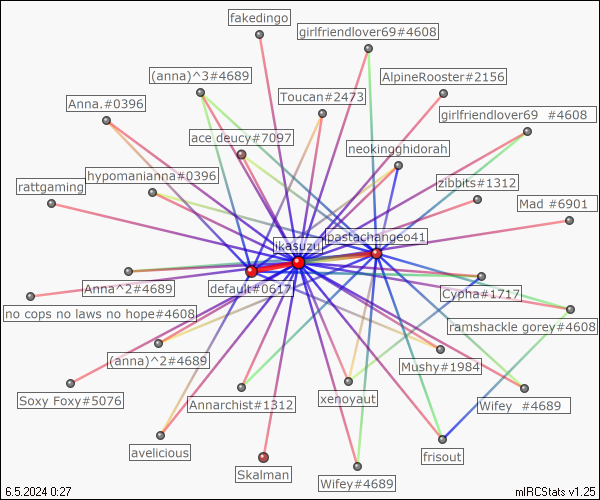 fakedingo
girlfriendlover69#4608
(anna)^3#4689
AlpineRooster#2156
Anna.#0396
Toucan#2473
girlfriendlover69 #4608
ace deucy#7097
neokingghidorah
hypomanianna#0396
rattgaming
zibbits#1312
Mad #6901
ikasuzu
pastachangeo41
Anna^2#4689
default#0617
Cypha#1717
no cops no laws no hope#4608
ramshackle gorey#4608
(anna)^2#4689
Mushy#1984
Soxy Foxy#5076
Annarchist#1312
xenoyaut
Wifey #4689
avelicious
frisout
Skalman
Wifey#4689
6.5.2024 0:27
mIRCStats v1.25